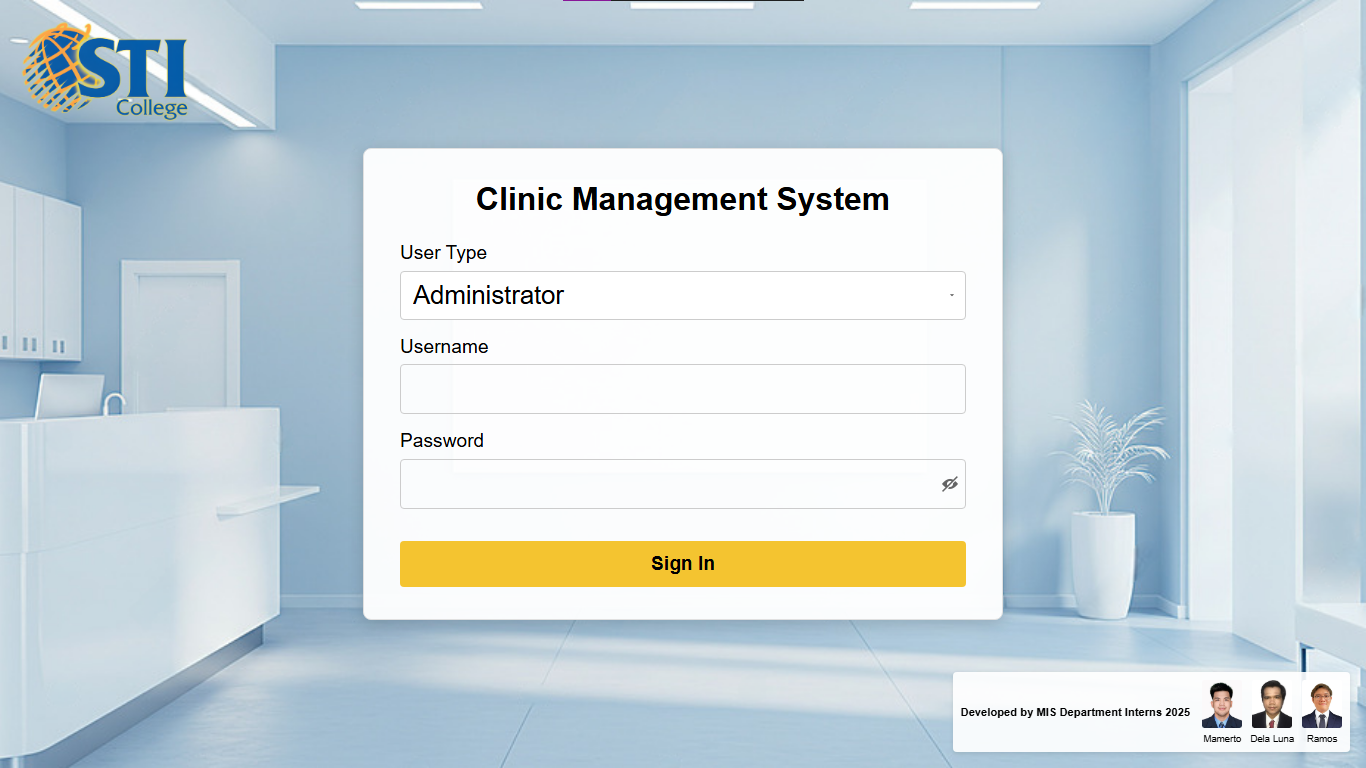 STI
College
Clinic Management System
User Type
Administrator
Username
Password
Sign In
Developed by MIS Department Interns 2025
Mamerto Dela Luna Ramos